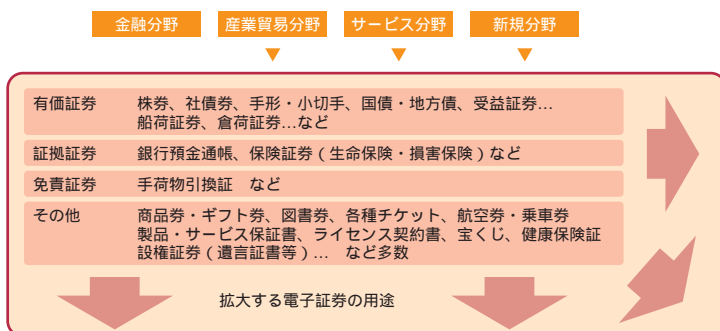 金融分野 産業貿易分野 サービス分野 新規分野
有価証券 株券、社債券、手形・小切手、国債・地方債、受益証券…
船荷証券、倉荷証券…など
証拠証券 銀行預金通帳、保険証券（生命保険・損害保険）など
免責証券 手荷物引換証　など
その他 商品券・ギフト券、図書券、各種チケット、航空券・乗車券
製品・サービス保証書、ライセンス契約書、宝くじ、健康保険証
設権証券（遺言証書等）…　など多数
拡大する電子証券の用途